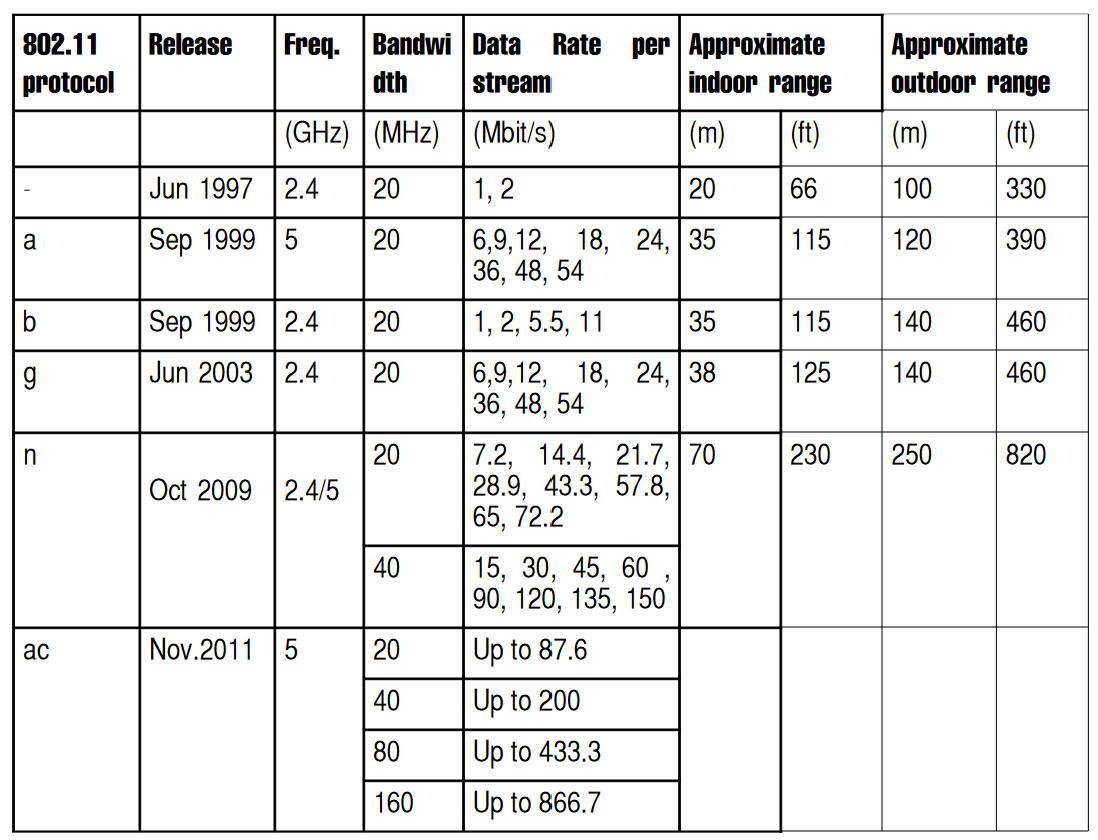 802.11 Release Freq. Bandwi Data Rate per Approximate Approximate
protocol dth stream indoor range outdoor range
(GHz) (MHz) (Mbit/s) (m) (ft) (m) (ft)
- Jun 1997 2.4 20 1, 2 20 66 100 330
a Sep 1999 5 20 6,9,12, 18, 24, 35 115 120 390
36, 48, 54
b Sep 1999 2.4 20 1, 2, 5.5, 11 35 115 140 460
g Jun 2003 2.4 20 6,9,12, 18, 24, 38 125 140 460
36, 48, 54
n 20 7.2, 14.4, 21.7, 70 230 250 820
Oct 2009 2.4/5 28.9, 43.3, 57.8,
65, 72.2
40 15, 30, 45, 60 ,
90, 120, 135, 150
ac Nov.2011 5 20 Up to 87.6
40 Up to 200
80 Up to 433.3
160 Up to 866.7